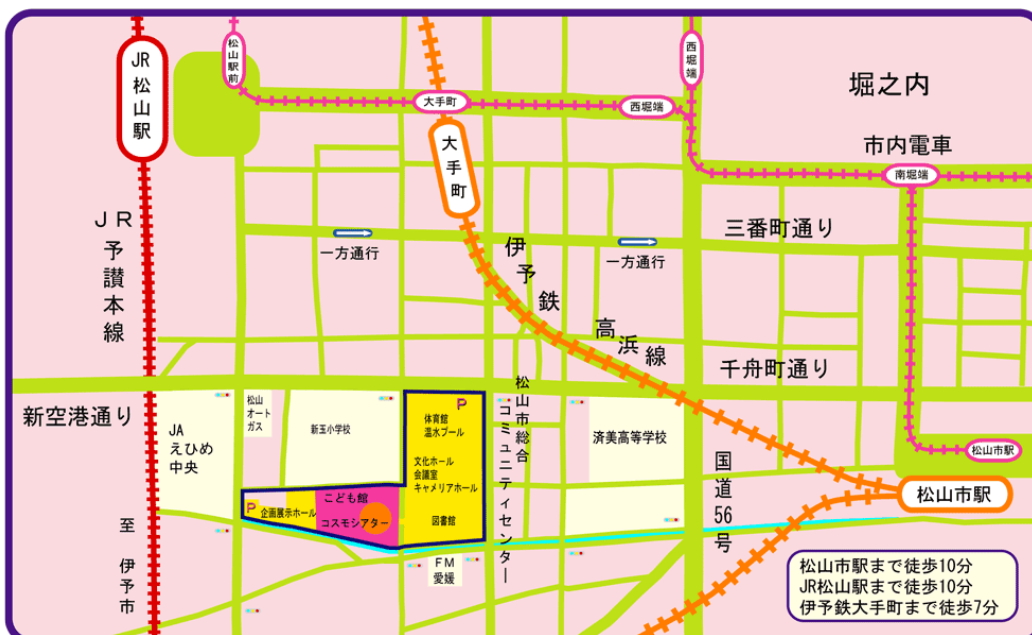 JR松山駅
松山駅前
大手町
西堀端
西堀端
堀之内
市内電車
南堀端
大手町
JR予讃本線
一方通行
伊予鉄
高浜線
一方通行
三番町通り
千舟町通り
新空港通り
JA
えひめ
中央
松山
オート
ガス
新玉小学校
P
体育館
温水プール
文化ホール
会議室
キャメリアホール
図書館
松山市総合
コミュニティセンター
済美高等学校
国道56号
松山市駅
松山市駅
P
企画展示ホール
こども館
コスモシアター
FM
愛媛
至 伊予市
松山市駅まで徒歩10分
JR松山駅まで徒歩10分
伊予鉄大手町まで徒歩7分